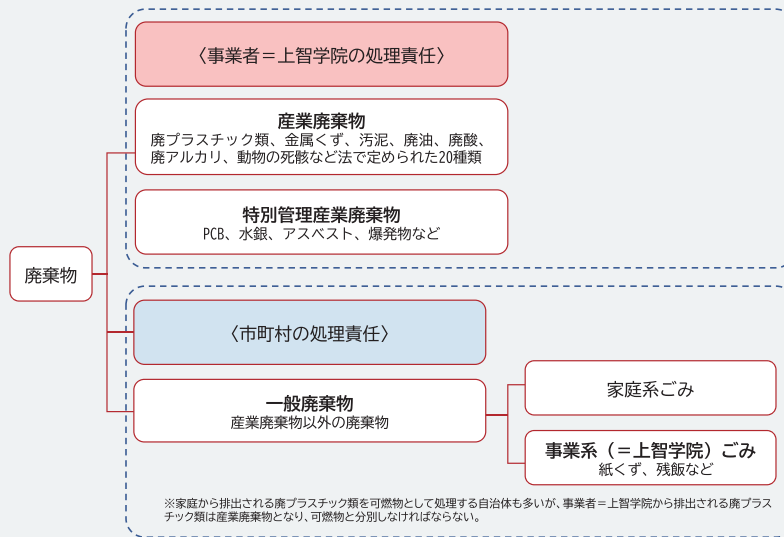 〈事業者＝上智学院の処理責任〉
産業廃棄物
廃プラスチック類、金属くず、汚泥、廃油、廃酸、
廃アルカリ、動物の死骸など法で定められた20種類
特別管理産業廃棄物
PCB、水銀、アスベスト、爆発物など
廃棄物
〈市町村の処理責任〉
一般廃棄物
産業廃棄物以外の廃棄物
家庭系ごみ
事業系（＝上智学院）ごみ
紙くず、残飯など
※家庭から排出される廃プラスチック類を可燃物として処理する自治体も多いが、事業者＝上智学院から排出される廃プラス
チック類は産業廃棄物となり、可燃物と分別しなければならない。